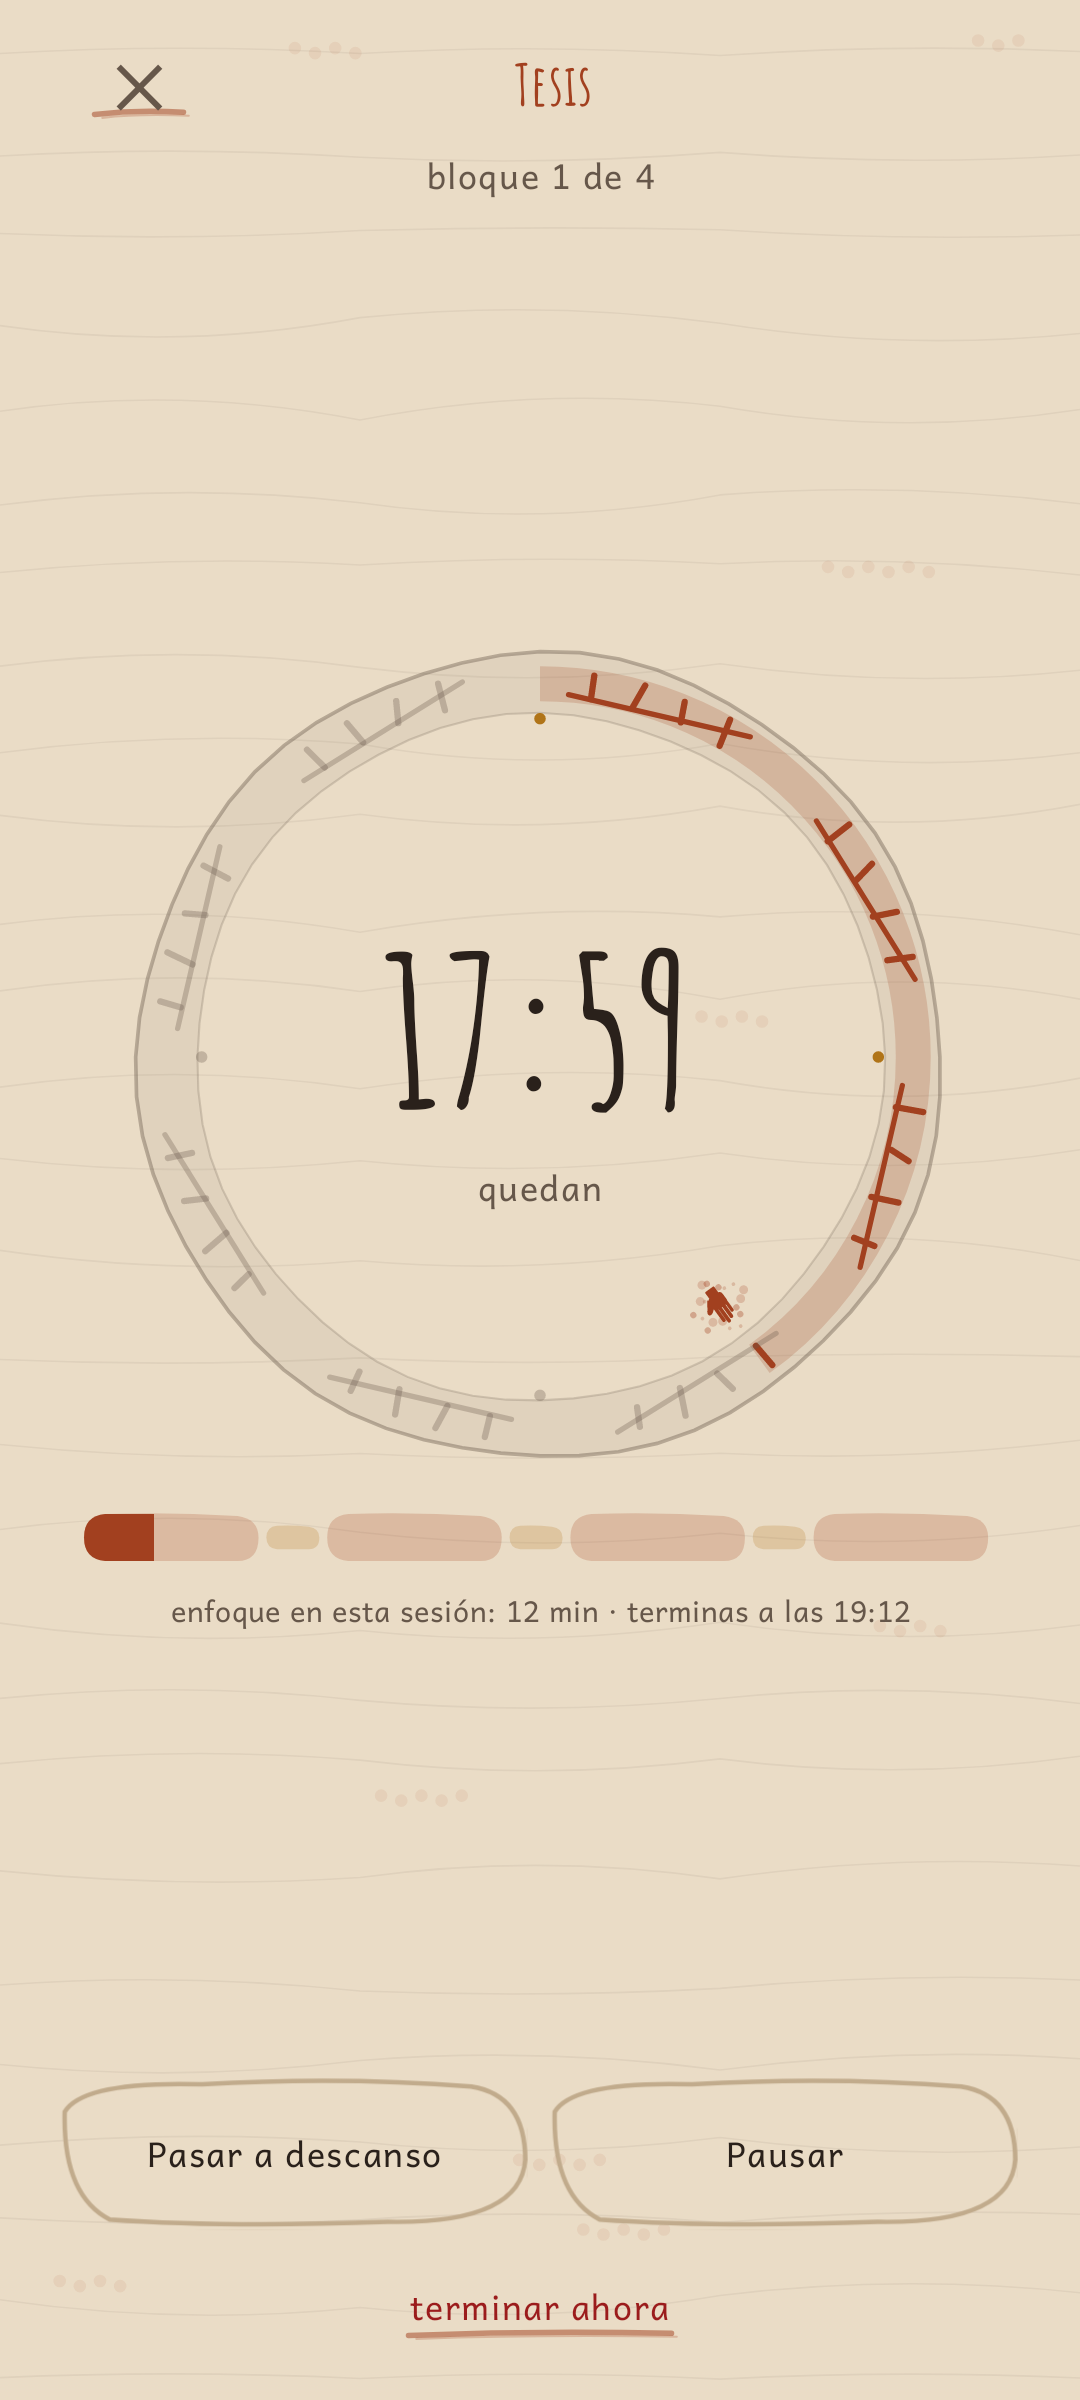 Tesis
bloque 1 de 4
17:59
quedan
enfoque en esta sesión: 12 min · terminas a las 19:12
Pasar a descanso
Pausar
terminar ahora